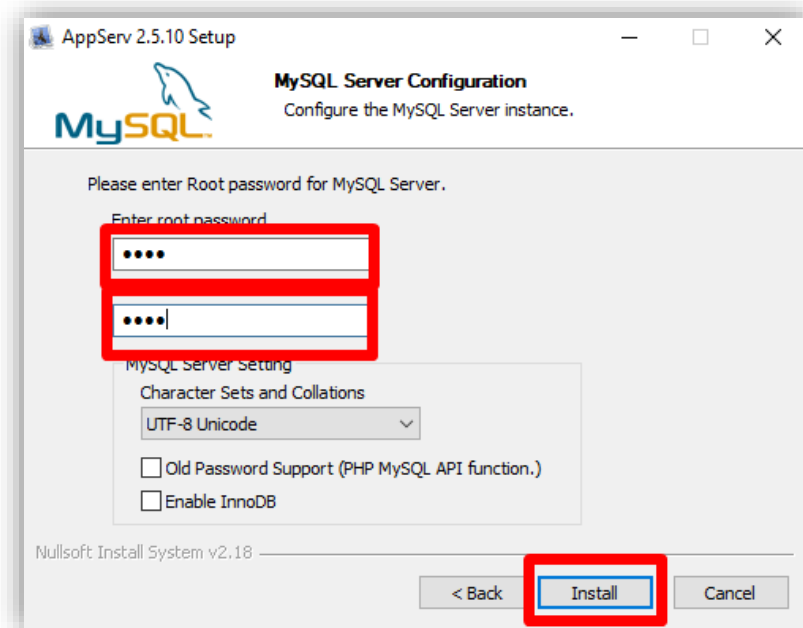 AppServ 2.5.10 Setup
MySQL Server Configuration
Configure the MySQL Server instance.
MySQL
Please enter Root password for MySQL Server.
Enter root password
••••
••••
MySQL Server Setting
Character Sets and Collations
UTF-8 Unicode
Old Password Support (PHP MySQL API function.)
Enable InnoDB
Nullsoft Install System v2.18
< Back Install Cancel